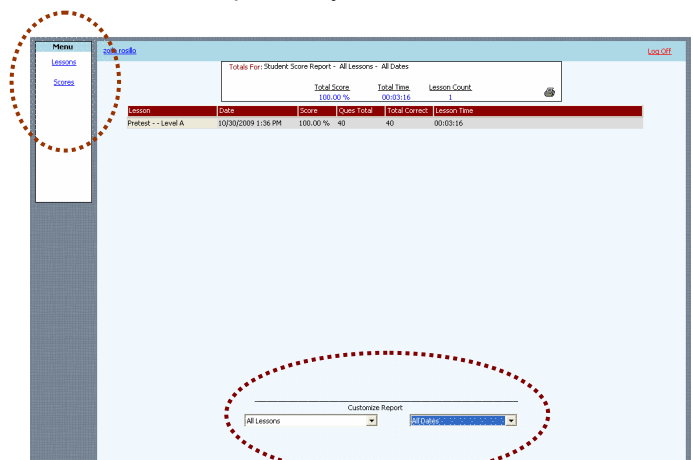 Menu
Lessons
Scores
rosillo
Log Off
Totals For: Student Score Report - All Lessons - All Dates
Total Score Total Time Lesson Count
100.00 % 00:03:16 1
Lesson Date Score Ques Total Total Correct Lesson Time
Pretest - - Level A 10/30/2009 1:36 PM 100.00 % 40 40 00:03:16
Customize Report
All Lessons All Dates